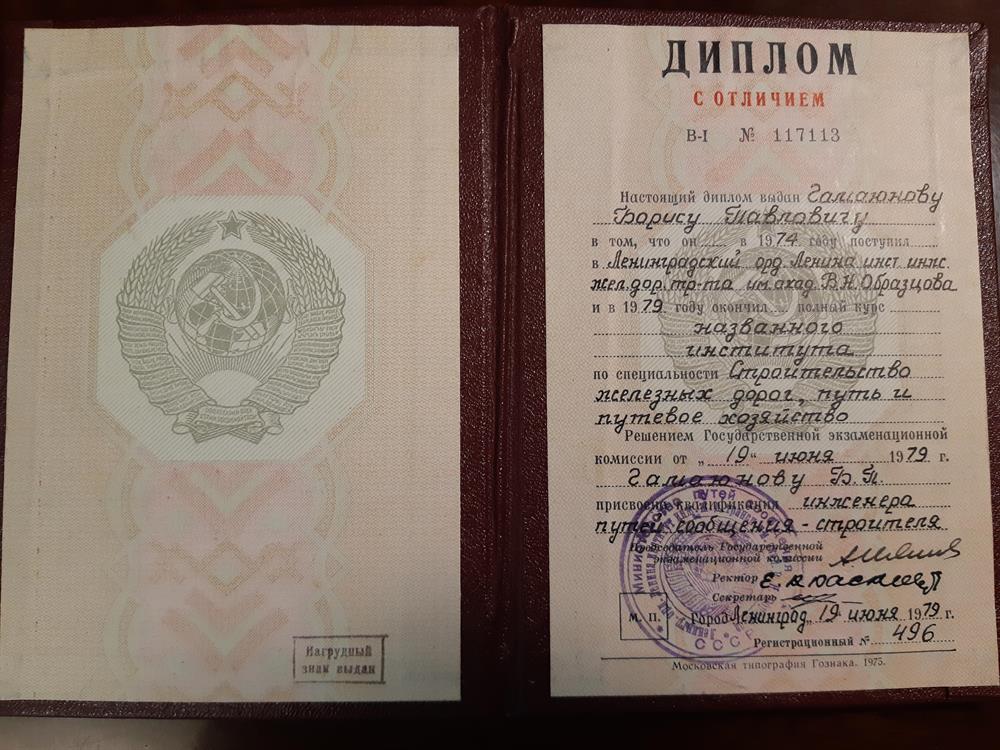 Нагрудный
знак выдан
ДИПЛОМ
С ОТЛИЧИЕМ
В-I № 117113
Настоящий диплом выдан Гамаюнову
Борису Павловичу
в том, что он в 1974 году поступил
в Ленинградский орд. Ленина инст. инж.
жел.дор.тр-та им.акад. В.Н.Образцова
и в 1979 году окончил полный курс
названного
института
по специальности Строительство
железных дорог, путь и
путевое хозяйство
Решением Государственной экзаменационной
комиссии от „19“ июня 1979 г.
Гамаюнову Б.П.
присвоена квалификация инженера
путей сообщения-строителя
Председатель Государственной
экзаменационной комиссии
Ректор
Секретарь
М. П. Город Ленинград „19“ июня 1979 г.
Регистрационный № 496
Московская типография Гознака. 1975.